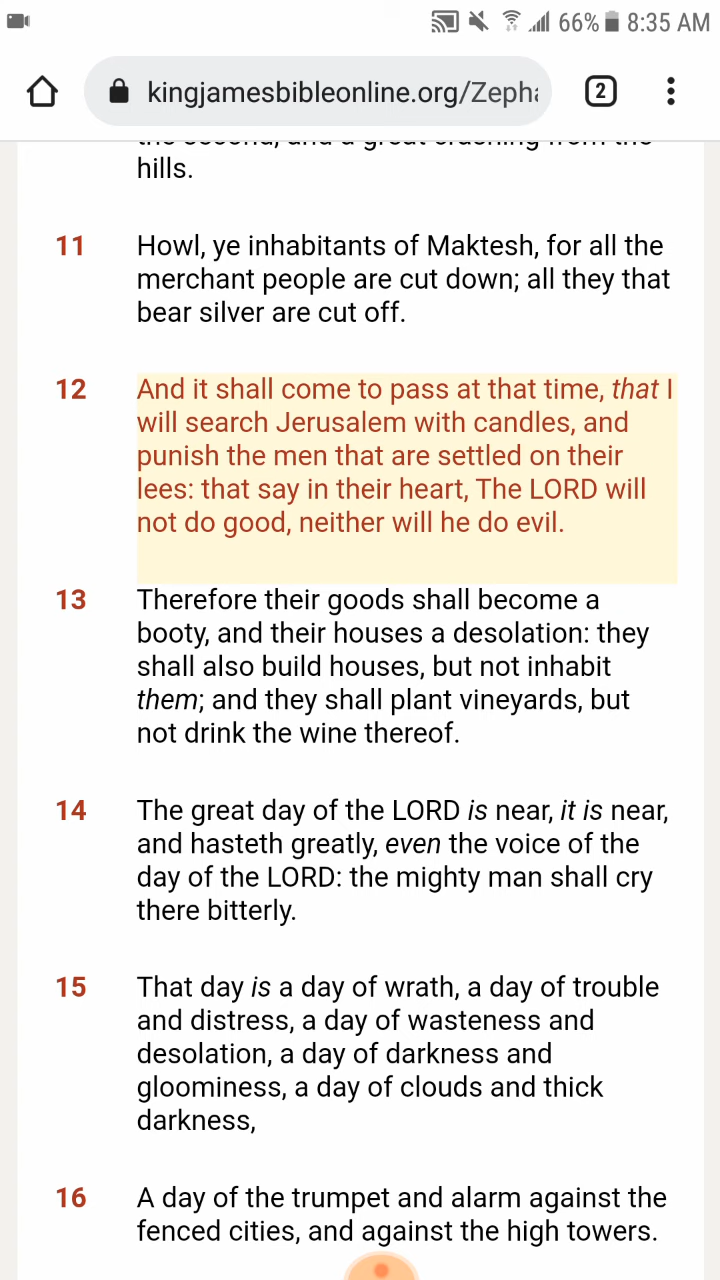 66% 8:35 AM
kingjamesbibleonline.org/Zepha
2
the second, and a great crashing from the
hills.
11 Howl, ye inhabitants of Maktesh, for all the
merchant people are cut down; all they that
bear silver are cut off.
12 And it shall come to pass at that time, that I
will search Jerusalem with candles, and
punish the men that are settled on their
lees: that say in their heart, The LORD will
not do good, neither will he do evil.
13 Therefore their goods shall become a
booty, and their houses a desolation: they
shall also build houses, but not inhabit
them; and they shall plant vineyards, but
not drink the wine thereof.
14 The great day of the LORD is near, it is near,
and hasteth greatly, even the voice of the
day of the LORD: the mighty man shall cry
there bitterly.
15 That day is a day of wrath, a day of trouble
and distress, a day of wasteness and
desolation, a day of darkness and
gloominess, a day of clouds and thick
darkness,
16 A day of the trumpet and alarm against the
fenced cities, and against the high towers.